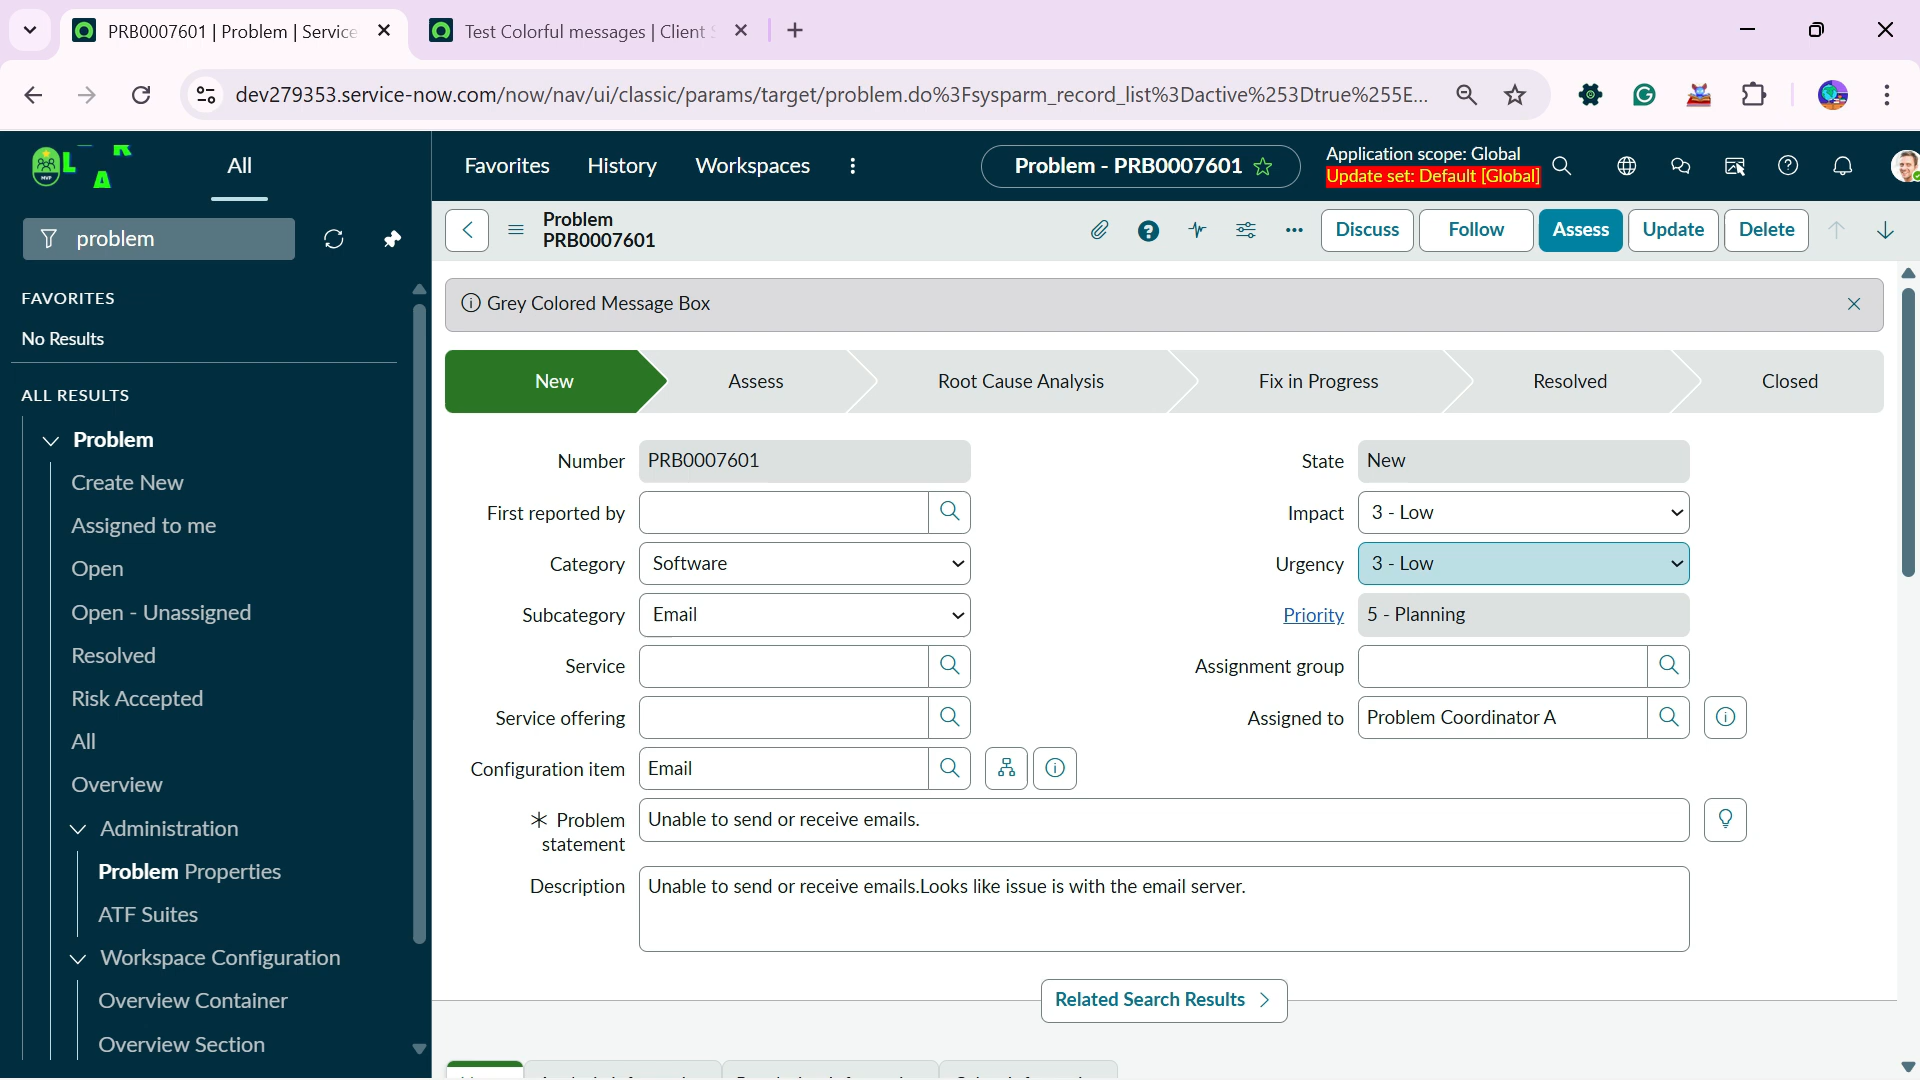 PRB0007601 | Problem | Service
Test Colorful messages | Client S
dev279353.service-now.com/now/nav/ui/classic/params/target/problem.do%3Fsysparm_record_list%3Dactive%253Dtrue%255E...
MVP
L
A
R
All
Favorites
History
Workspaces
Problem - PRB0007601
Application scope: Global
Update set: Default [Global]
problem
Problem
PRB0007601
Discuss
Follow
Assess
Update
Delete
FAVORITES
No Results
ALL RESULTS
Problem
Create New
Assigned to me
Open
Open - Unassigned
Resolved
Risk Accepted
All
Overview
Administration
Problem Properties
ATF Suites
Workspace Configuration
Overview Container
Overview Section
Grey Colored Message Box
New
Assess
Root Cause Analysis
Fix in Progress
Resolved
Closed
Number PRB0007601
State New
First reported by
Impact 3 - Low
Category Software
Urgency 3 - Low
Subcategory Email
Priority 5 - Planning
Service
Assignment group
Service offering
Assigned to Problem Coordinator A
Configuration item Email
Problem statement Unable to send or receive emails.
Description Unable to send or receive emails.Looks like issue is with the email server.
Related Search Results